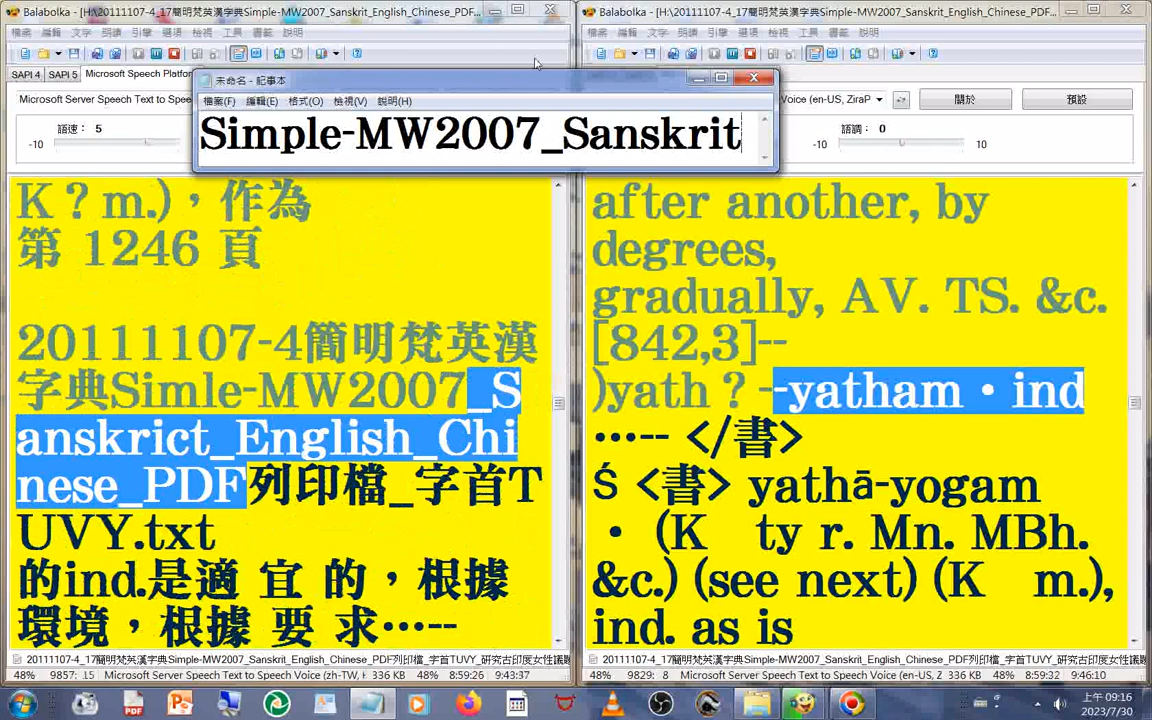 Balabolka - [H:\20111107-4_17簡明梵英漢字典Simple-MW2007_Sanskrit_English_Chinese_PDF...
檔案 編輯 文字 朗讀 引擎 選項 檢視 工具 書籤 說明
SAPI 4 SAPI 5 Microsoft Speech Platfo
Microsoft Server Speech Text to Spee
語速： 5
-10
未命名 - 記事本
檔案(F) 編輯(E) 格式(O) 檢視(V) 說明(H)
Simple-MW2007_Sanskrit
K ? m.)，作為
第 1246 頁
20111107-4簡明梵英漢
字典Simle-MW2007_S
anskrict_English_Chi
nese_PDF列印檔_字首T
UVY.txt
的ind.是適 宜 的，根據
環境，根據 要 求…--
20111107-4_17簡明梵英漢字典Simple-MW2007_Sanskrit_English_Chinese_PDF列印檔_字首TUVY_研究古印度女性議題
48% 9857: 15 Microsoft Server Speech Text to Speech Voice (zh-TW, H 336 KB 8:59:26 9:43:37
Balabolka - [H:\20111107-4_17簡明梵英漢字典Simple-MW2007_Sanskrit_English_Chinese_PDF...
檔案 編輯 文字 朗讀 引擎 選項 檢視 工具 書籤 說明
Voice (en-US, ZiraP
關於
預設
語調： 0
-10
10
after another, by
degrees,
gradually, AV. TS. &c.
[842,3]--
)yath ? --yatham・ind
…-- </書>
Ś <書> yathā-yogam
・ (K ty r. Mn. MBh.
&c.) (see next) (K m.),
ind. as is
20111107-4_17簡明梵英漢字典Simple-MW2007_Sanskrit_English_Chinese_PDF列印檔_字首TUVY_研究古印度女性議題
48% 9829: 8 Microsoft Server Speech Text to Speech Voice (en-US, 336 KB 8:59:32 9:46:10
上午 09:16
2023/7/30